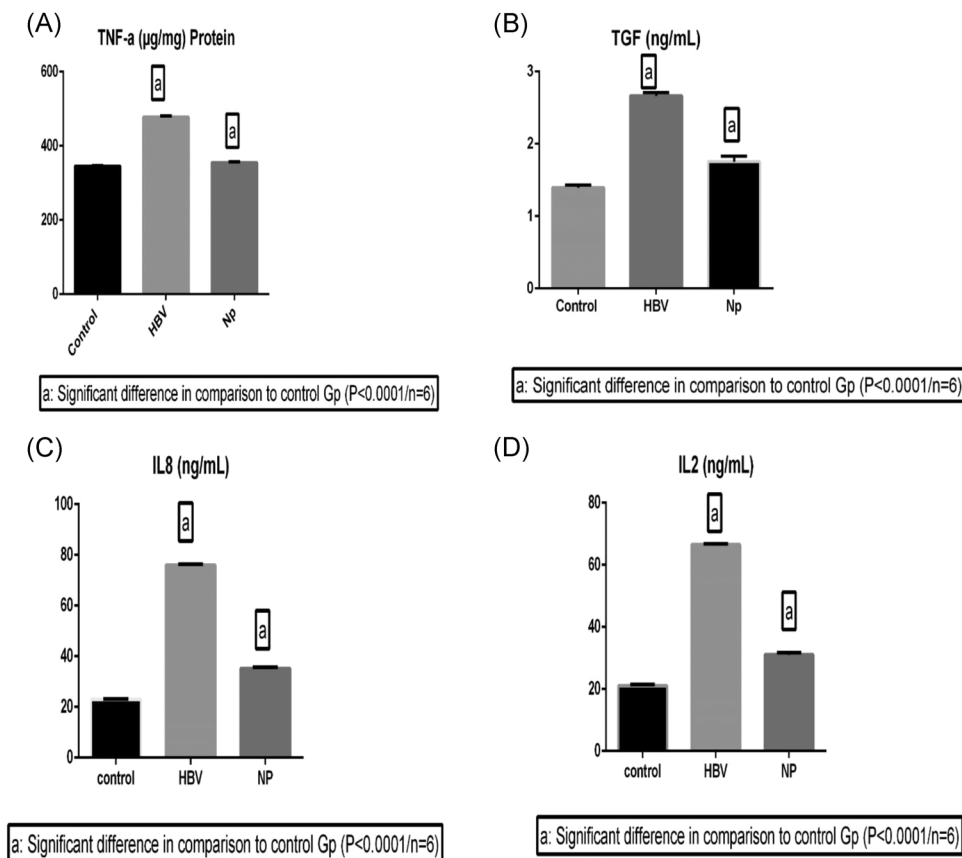 (A)
TNF-a (µg/mg) Protein
600
400
200
0
a
a
Control
HBV
Np
a: Significant difference in comparison to control Gp (P<0.0001/n=6)
(B)
TGF (ng/mL)
3
2
1
0
a
a
Control
HBV
Np
a: Significant difference in comparison to control Gp (P<0.0001/n=6)
(C)
IL8 (ng/mL)
100
80
60
40
20
0
a
a
control
HBV
NP
a: Significant difference in comparison to control Gp (P<0.0001/n=6)
(D)
IL2 (ng/mL)
80
60
40
20
0
a
a
control
HBV
NP
a: Significant difference in comparison to control Gp (P<0.0001/n=6)